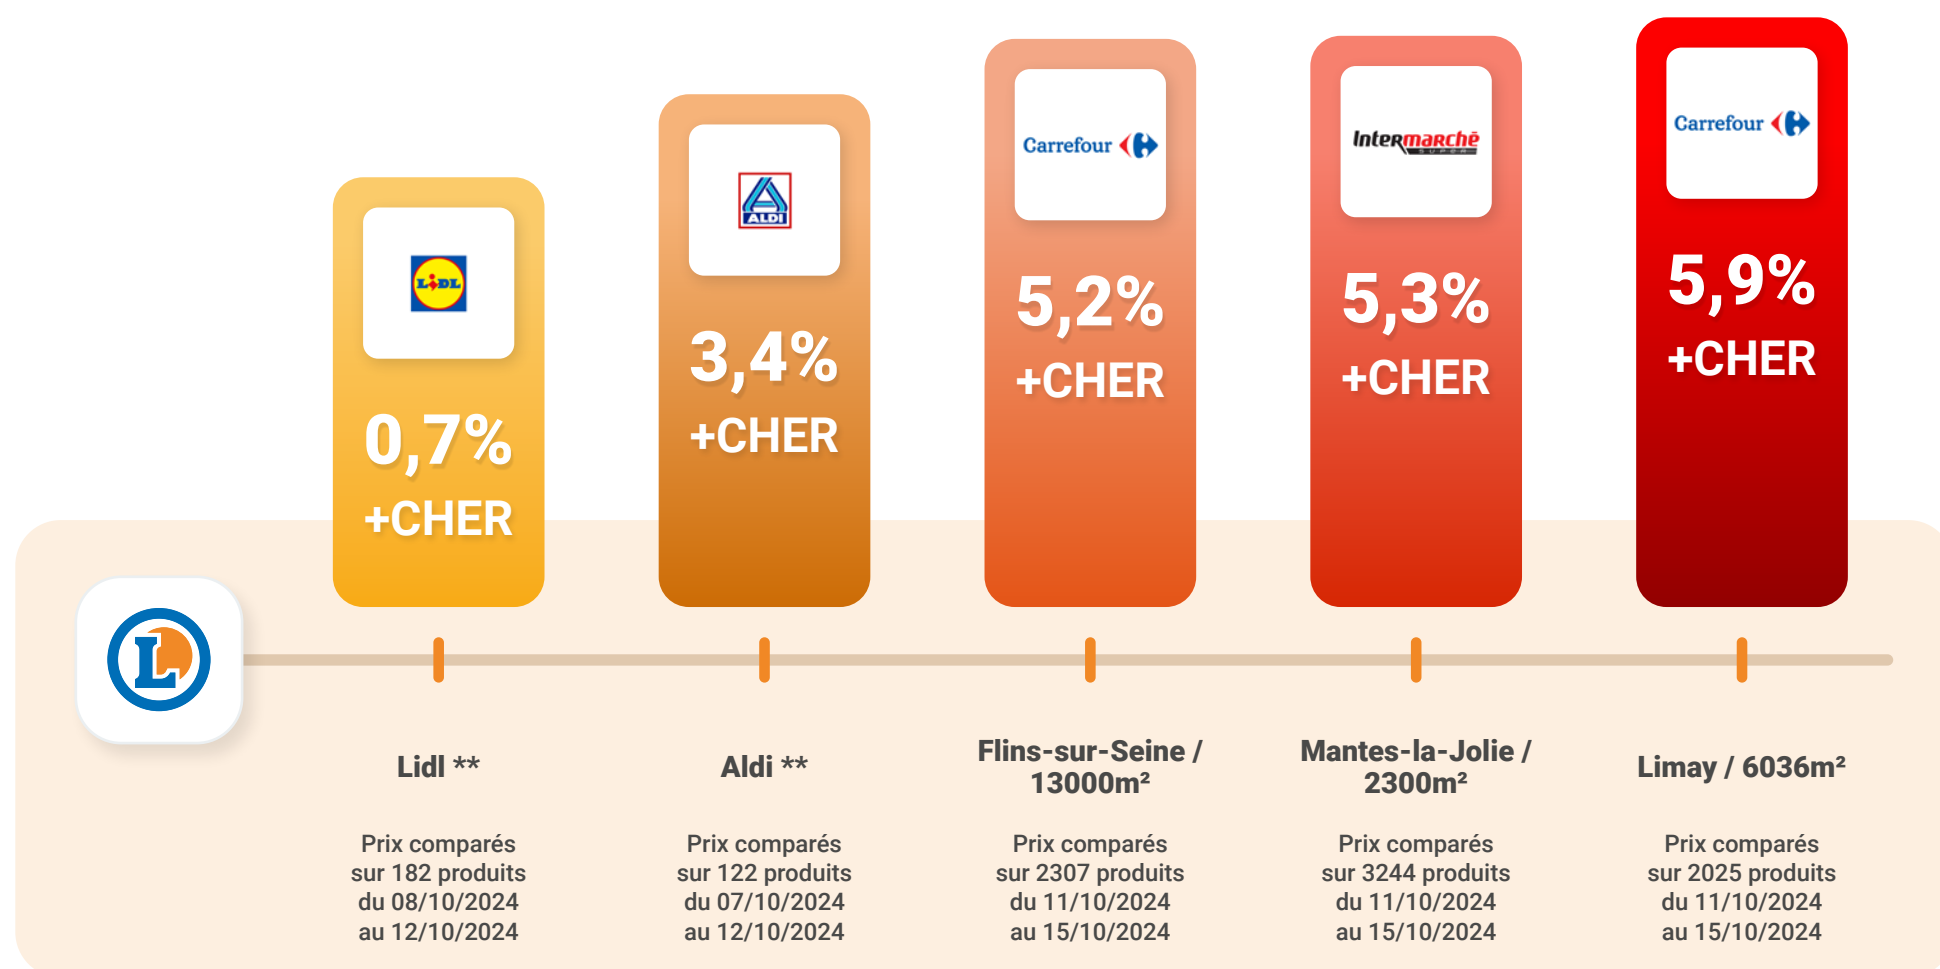 LIDL
0,7%
+CHER
ALDI
3,4%
+CHER
Carrefour
5,2%
+CHER
Intermarchē
SUPER
5,3%
+CHER
Carrefour
5,9%
+CHER
L
Lidl **
Prix comparés
sur 182 produits
du 08/10/2024
au 12/10/2024
Aldi **
Prix comparés
sur 122 produits
du 07/10/2024
au 12/10/2024
Flins-sur-Seine /
13000m²
Prix comparés
sur 2307 produits
du 11/10/2024
au 15/10/2024
Mantes-la-Jolie /
2300m²
Prix comparés
sur 3244 produits
du 11/10/2024
au 15/10/2024
Limay / 6036m²
Prix comparés
sur 2025 produits
du 11/10/2024
au 15/10/2024